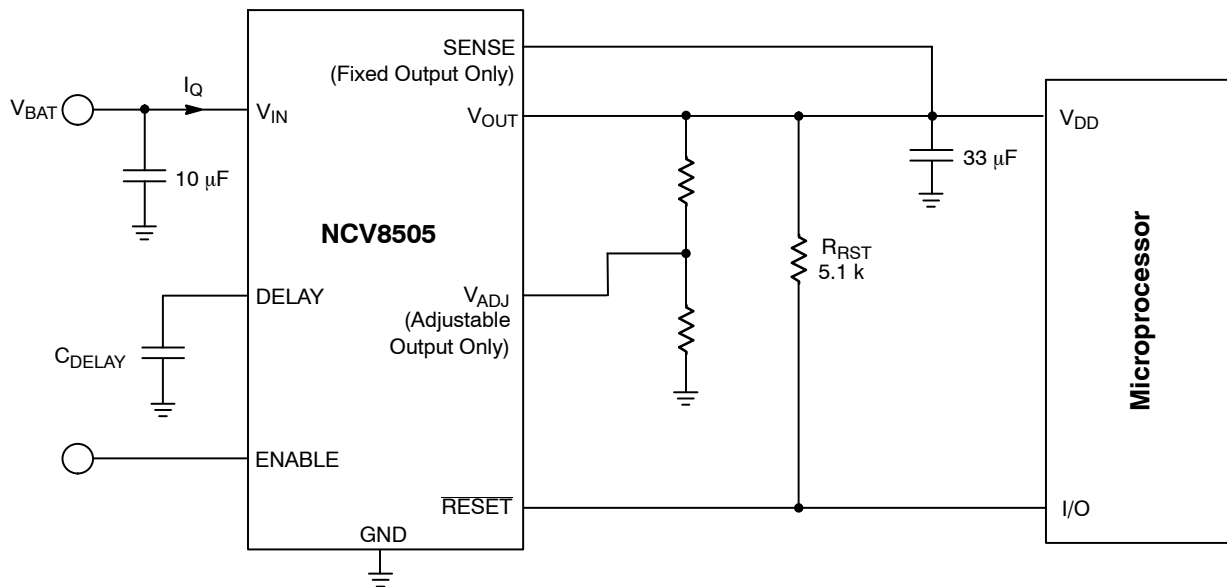 SENSE
(Fixed Output Only)
V_BAT
I_Q
V_IN
V_OUT
V_DD
10 μF
33 μF
NCV8505
R_RST
5.1 k
DELAY
V_ADJ
(Adjustable
Output Only)
C_DELAY
Microprocessor
ENABLE
RESET
I/O
GND